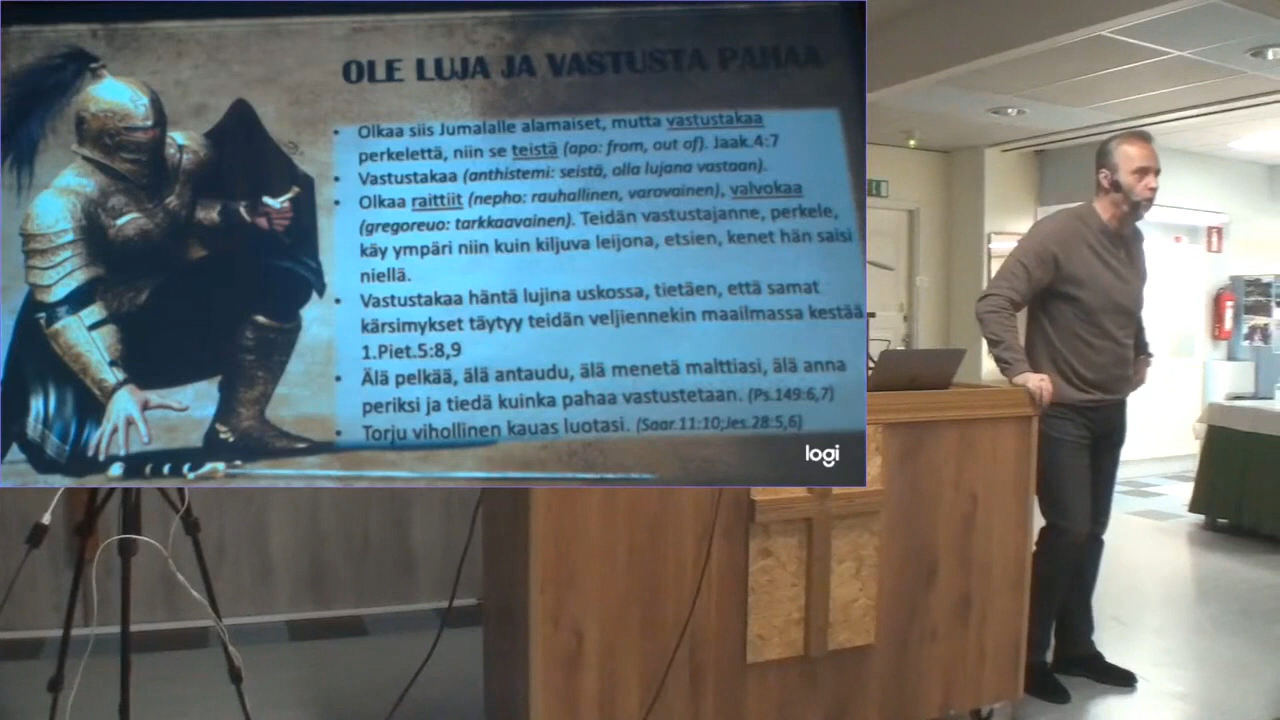 OLE LUJA JA VASTUSTA PAHAA
• Olkaa siis Jumalalle alamaiset, mutta vastustakaa
perkelettä, niin se teistä (apo: from, out of). Jaak.4:7
• Vastustakaa (anthistemi: seistä, olla lujana vastaan).
• Olkaa raittiit (nepho: rauhallinen, varovainen), valvokaa
(gregoreuo: tarkkaavainen). Teidän vastustajanne, perkele,
käy ympäri niin kuin kiljuva leijona, etsien, kenet hän saisi
niellä.
• Vastustakaa häntä lujina uskossa, tietäen, että samat
kärsimykset täytyy teidän veljiennekin maailmassa kestää
1.Piet.5:8,9
• Älä pelkää, älä antaudu, älä menetä malttiasi, älä anna
periksi ja tiedä kuinka pahaa vastustetaan. (Ps.149:6,7)
• Torju vihollinen kauas luotasi. (Saar.11:10;Jes.28:5,6)
logi